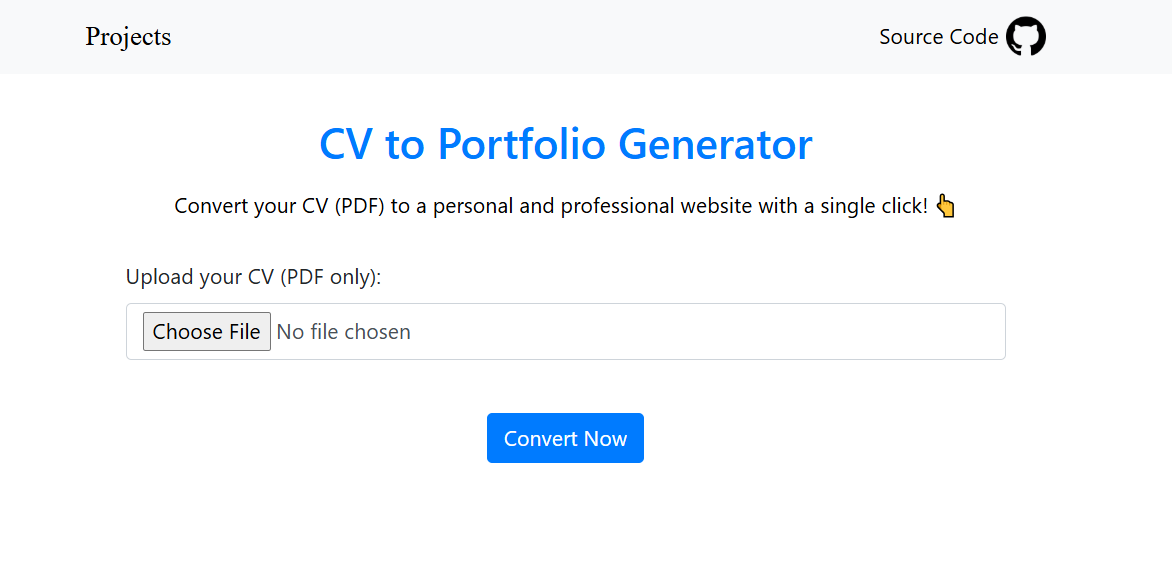 Projects
Source Code
CV to Portfolio Generator
Convert your CV (PDF) to a personal and professional website with a single click! 👆
Upload your CV (PDF only):
Choose File No file chosen
Convert Now